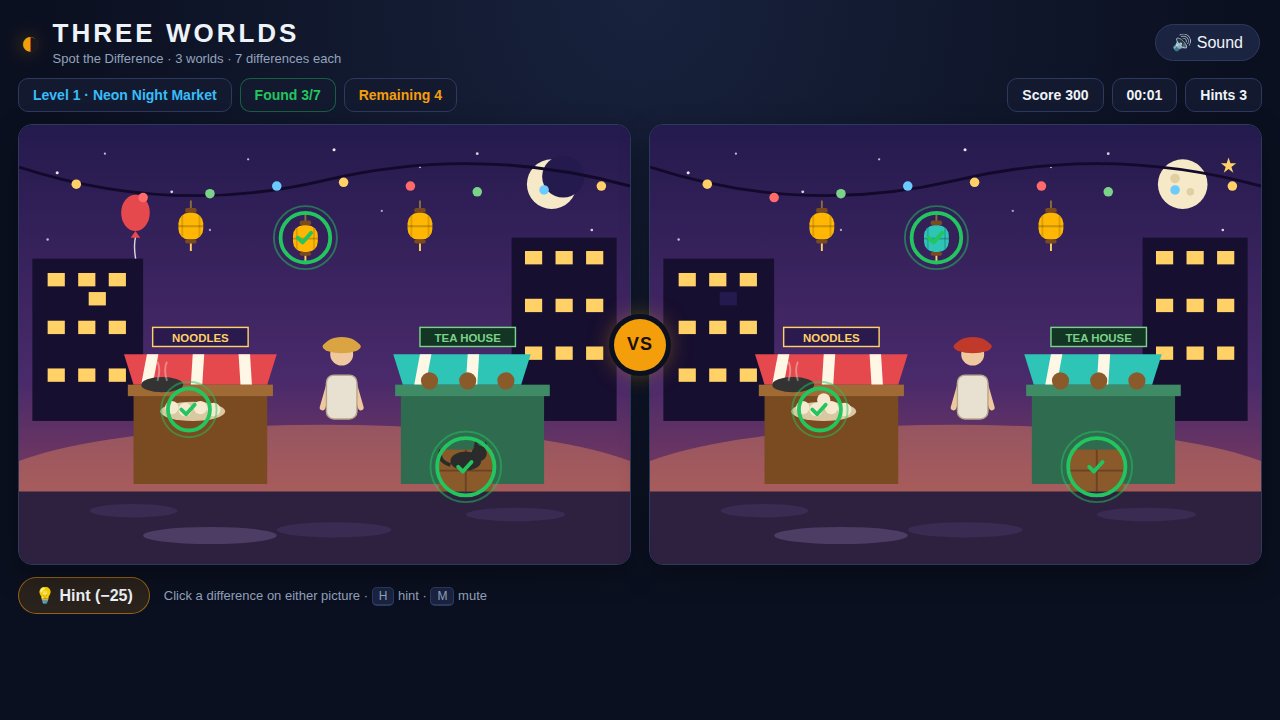 THREE WORLDS
Spot the Difference · 3 worlds · 7 differences each
🔊 Sound
Level 1 · Neon Night Market
Found 3/7
Remaining 4
Score 300
00:01
Hints 3
NOODLES
TEA HOUSE
VS
NOODLES
TEA HOUSE
💡 Hint (−25)
Click a difference on either picture · H hint · M mute